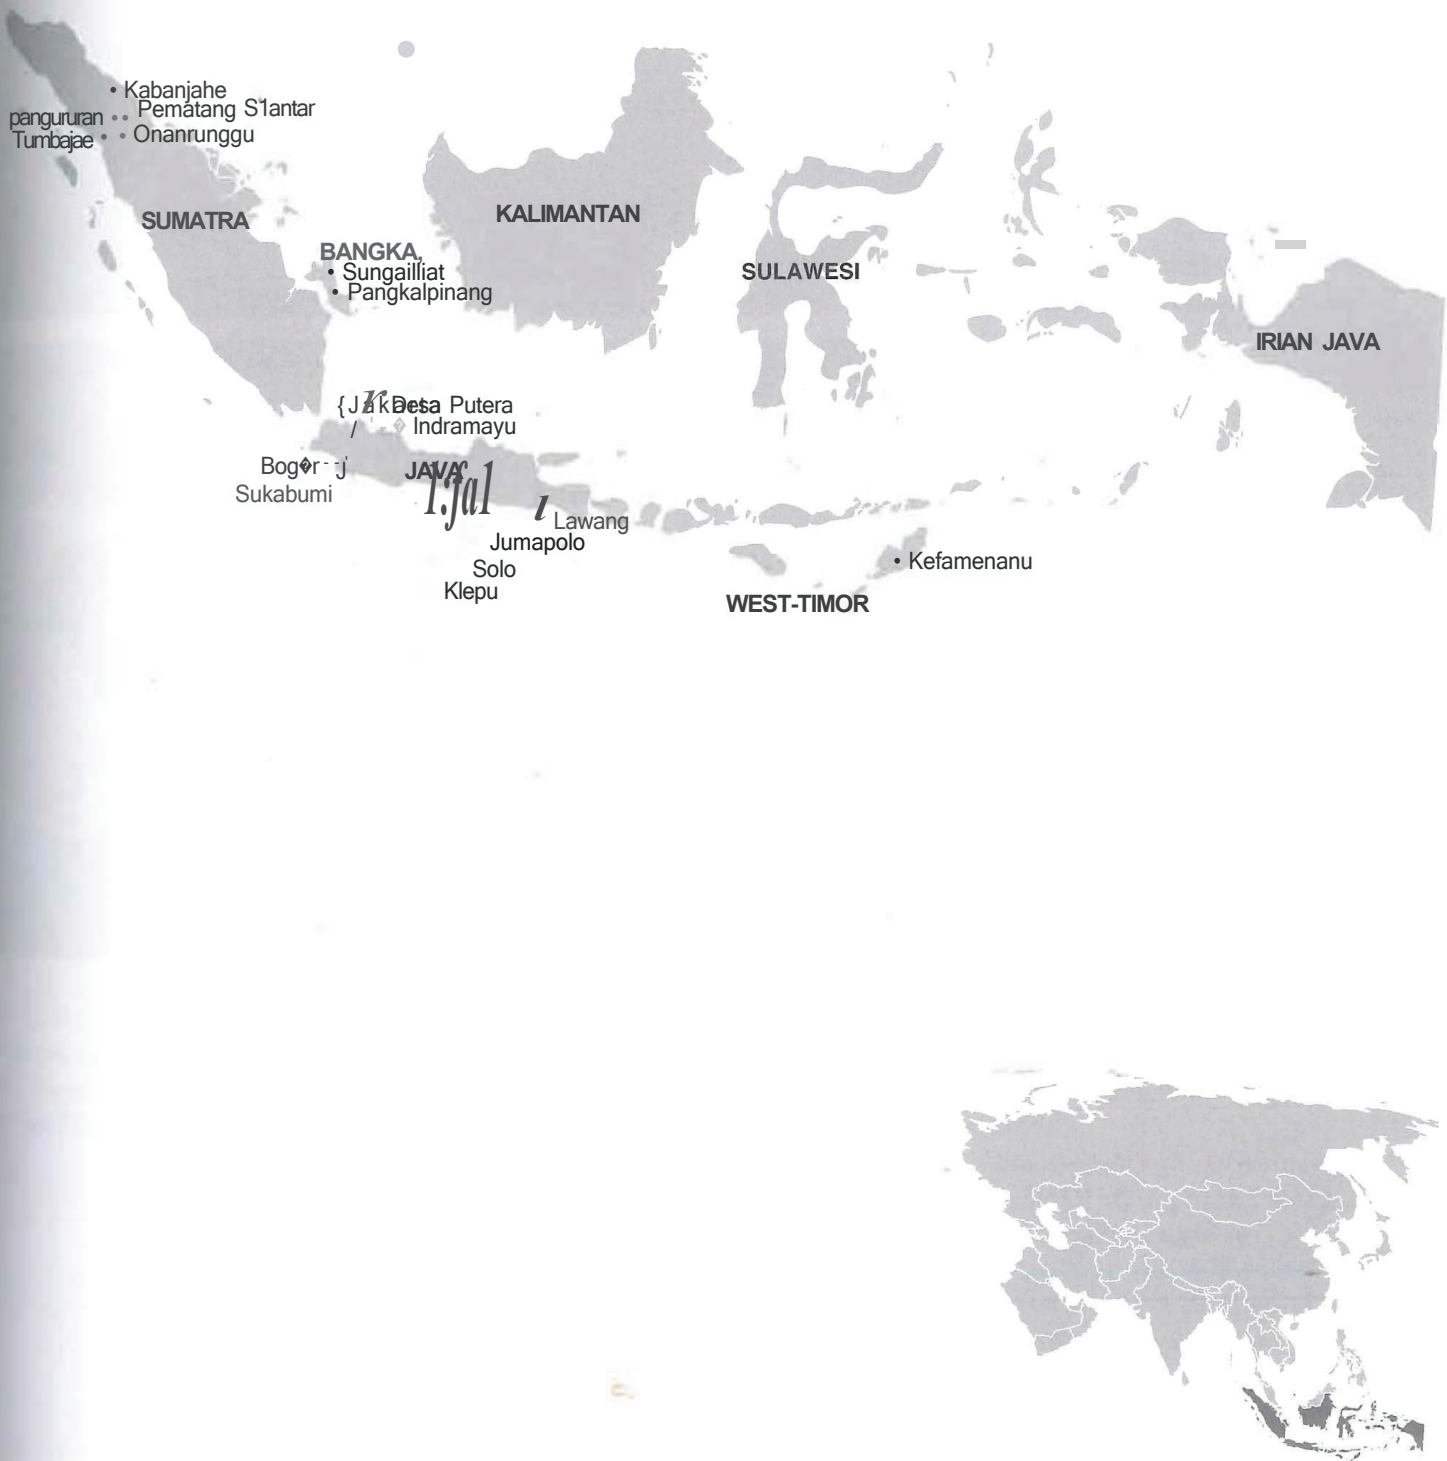 • Kabanjahe
Pematang S1antar
pangururan ••
Tumbajae •
• Onanrunggu
SUMATRA
KALIMANTAN
BANGKA,
• Sungailliat
• Pangkalpinang
SULAWESI
IRIAN JAVA
Desa Putera
Indramayu
JAVA
Sukabumi
Lawang
Jumapolo
Solo
Klepu
• Kefamenanu
WEST-TIMOR